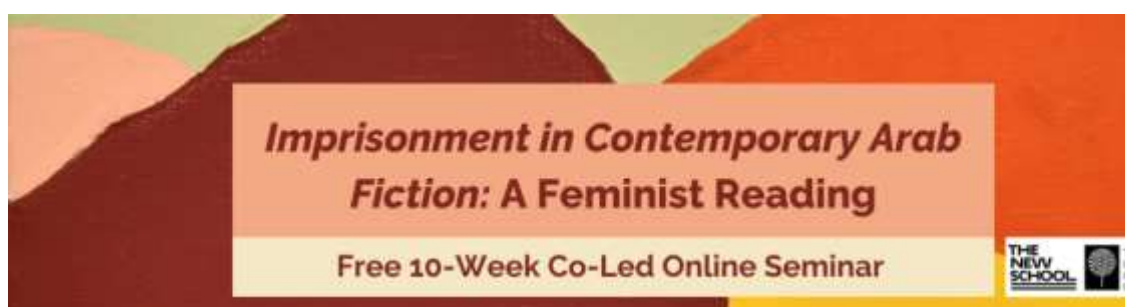 Imprisonment in Contemporary Arab
Fiction: A Feminist Reading
Free 10-Week Co-Led Online Seminar
THE
NEW
SCHOOL